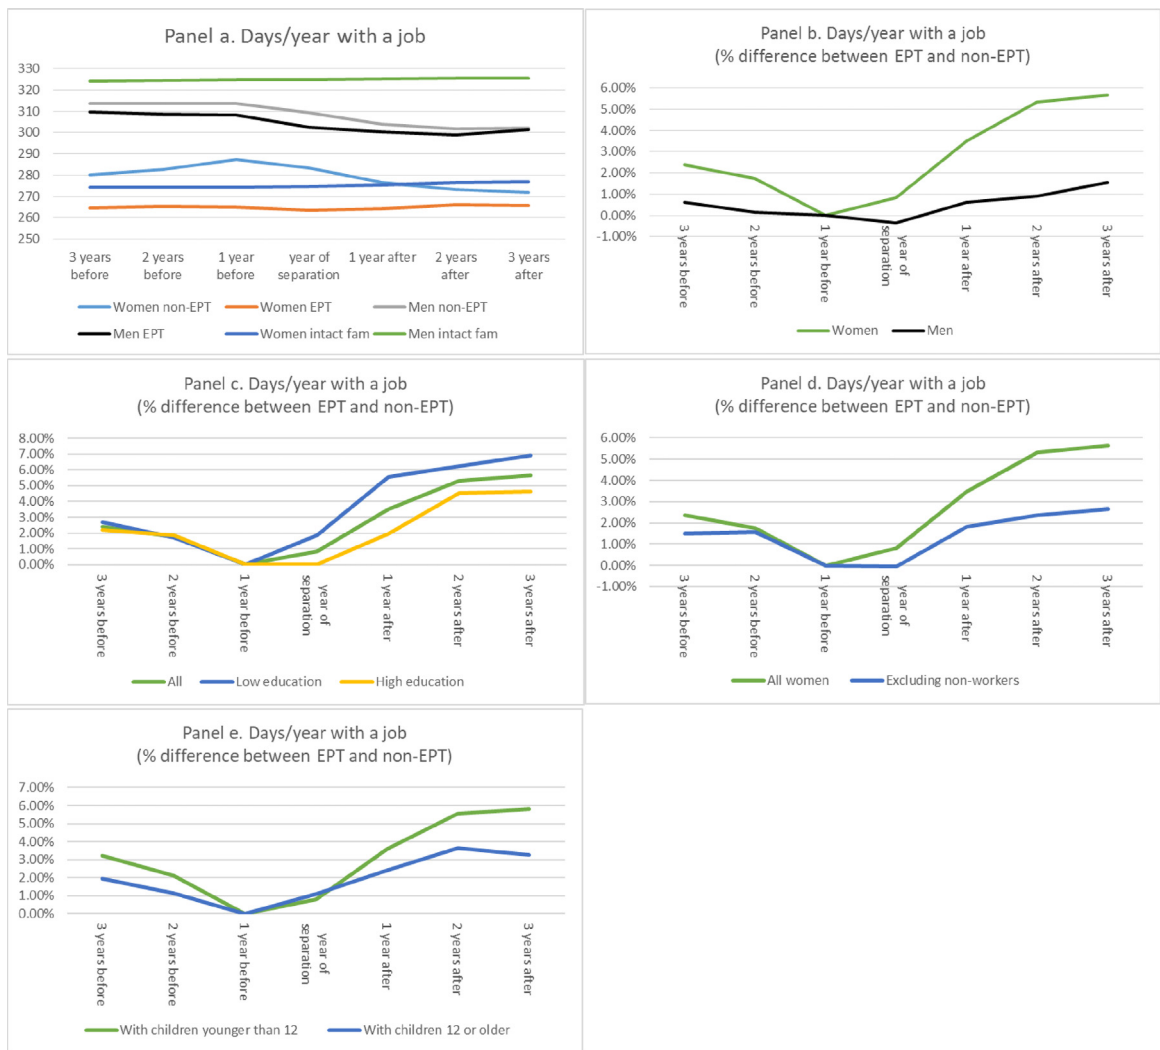 Panel a. Days/year with a job
330
320
310
300
290
280
270
260
250
3 years before
2 years before
1 year before
year of separation
1 year after
2 years after
3 years after
Women non-EPT
Women EPT
Men non-EPT
Men EPT
Women intact fam
Men intact fam
Panel b. Days/year with a job
(% difference between EPT and non-EPT)
6.00%
5.00%
4.00%
3.00%
2.00%
1.00%
0.00%
-1.00%
3 years before
2 years before
1 year before
year of separation
1 year after
2 years after
3 years after
Women
Men
Panel c. Days/year with a job
(% difference between EPT and non-EPT)
8.00%
7.00%
6.00%
5.00%
4.00%
3.00%
2.00%
1.00%
0.00%
3 years before
2 years before
1 year before
year of separation
1 year after
2 years after
3 years after
All
Low education
High education
Panel d. Days/year with a job
(% difference between EPT and non-EPT)
6.00%
5.00%
4.00%
3.00%
2.00%
1.00%
0.00%
-1.00%
3 years before
2 years before
1 year before
year of separation
1 year after
2 years after
3 years after
All women
Excluding non-workers
Panel e. Days/year with a job
(% difference between EPT and non-EPT)
7.00%
6.00%
5.00%
4.00%
3.00%
2.00%
1.00%
0.00%
3 years before
2 years before
1 year before
year of separation
1 year after
2 years after
3 years after
With children younger than 12
With children 12 or older